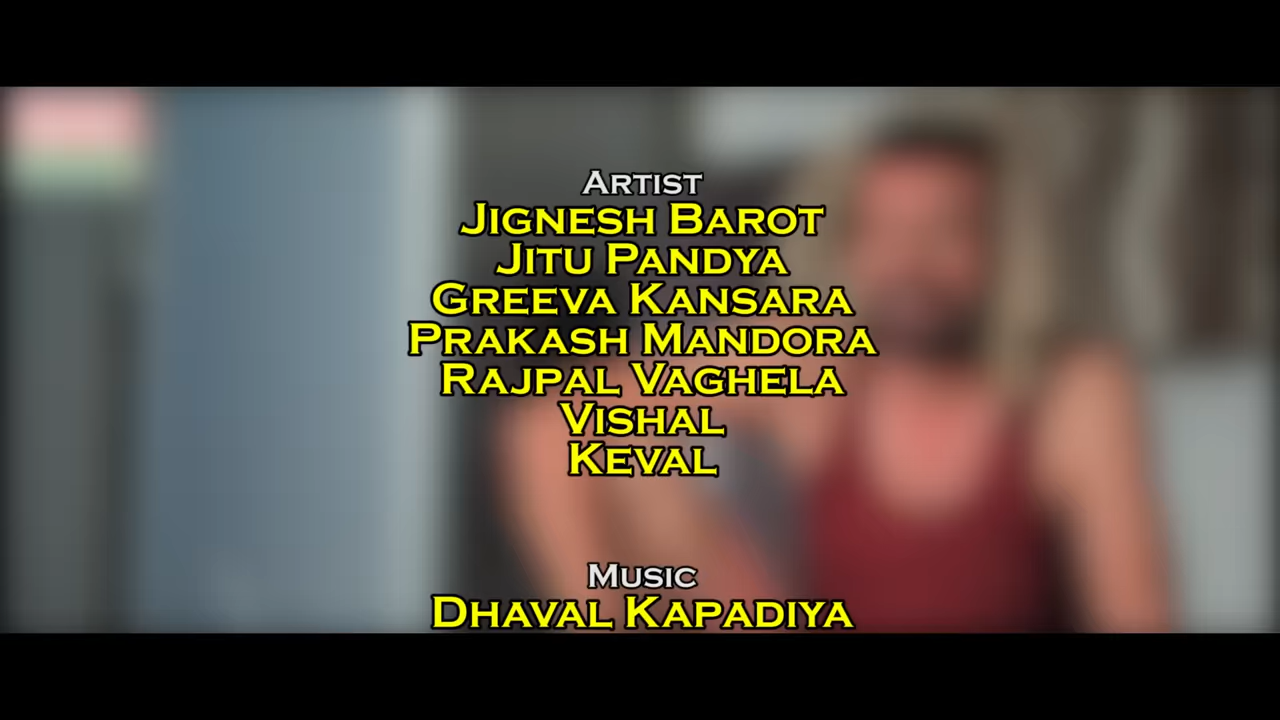 Artist
Jignesh Barot
Jitu Pandya
Greeva Kansara
Prakash Mandora
Rajpal Vaghela
Vishal
Keval
Music
Dhaval Kapadiya